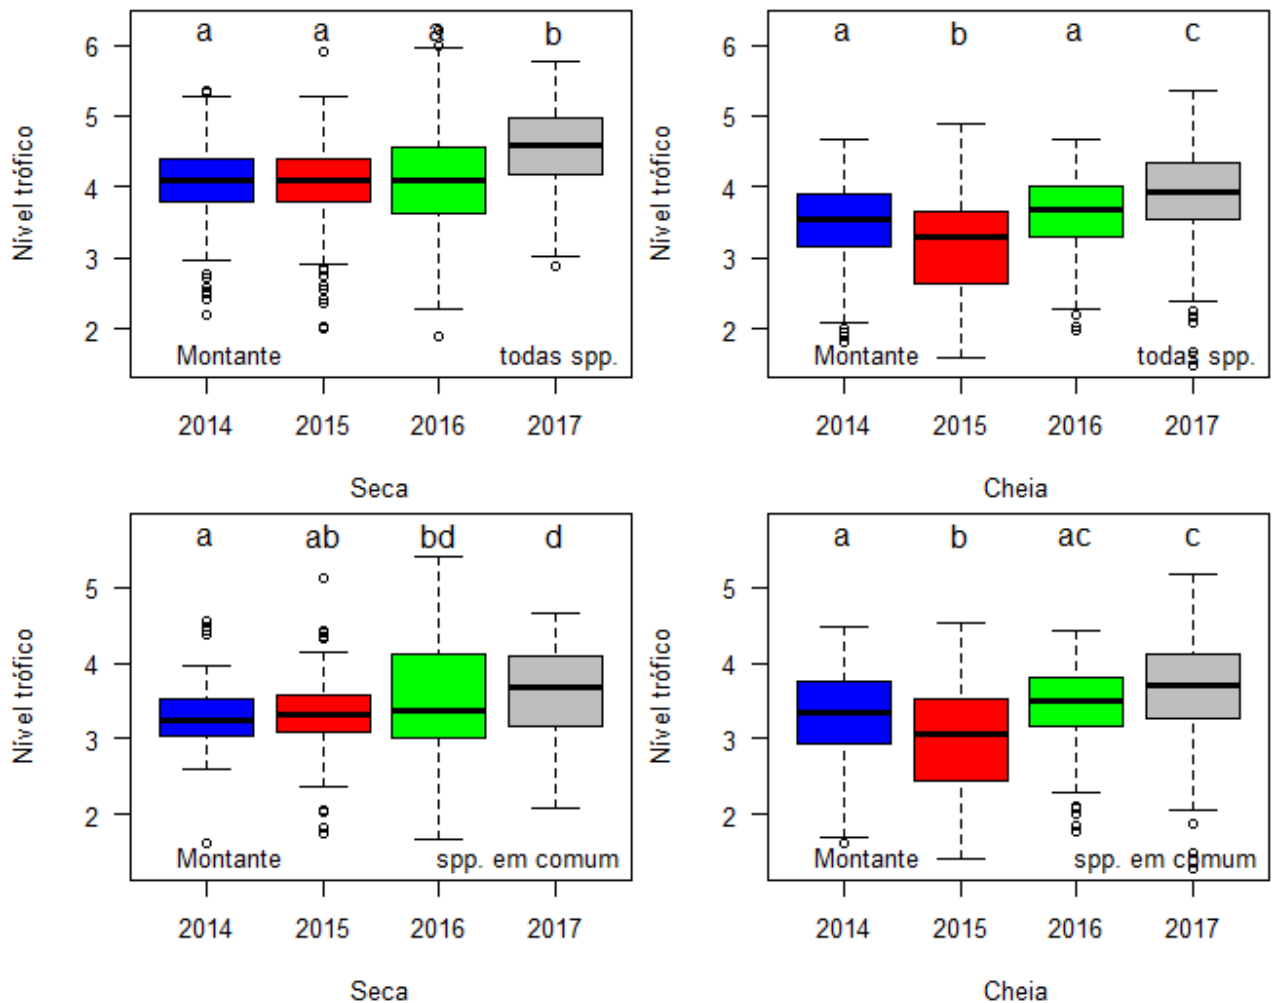 a a a b
Nível trófico
6
5
4
3
2
Montante todas spp.
2014 2015 2016 2017
Seca
a b a c
Nível trófico
6
5
4
3
2
Montante todas spp.
2014 2015 2016 2017
Cheia
a ab bd d
Nível trófico
5
4
3
2
Montante spp. em comum
2014 2015 2016 2017
Seca
a b ac c
Nível trófico
5
4
3
2
Montante spp. em comum
2014 2015 2016 2017
Cheia